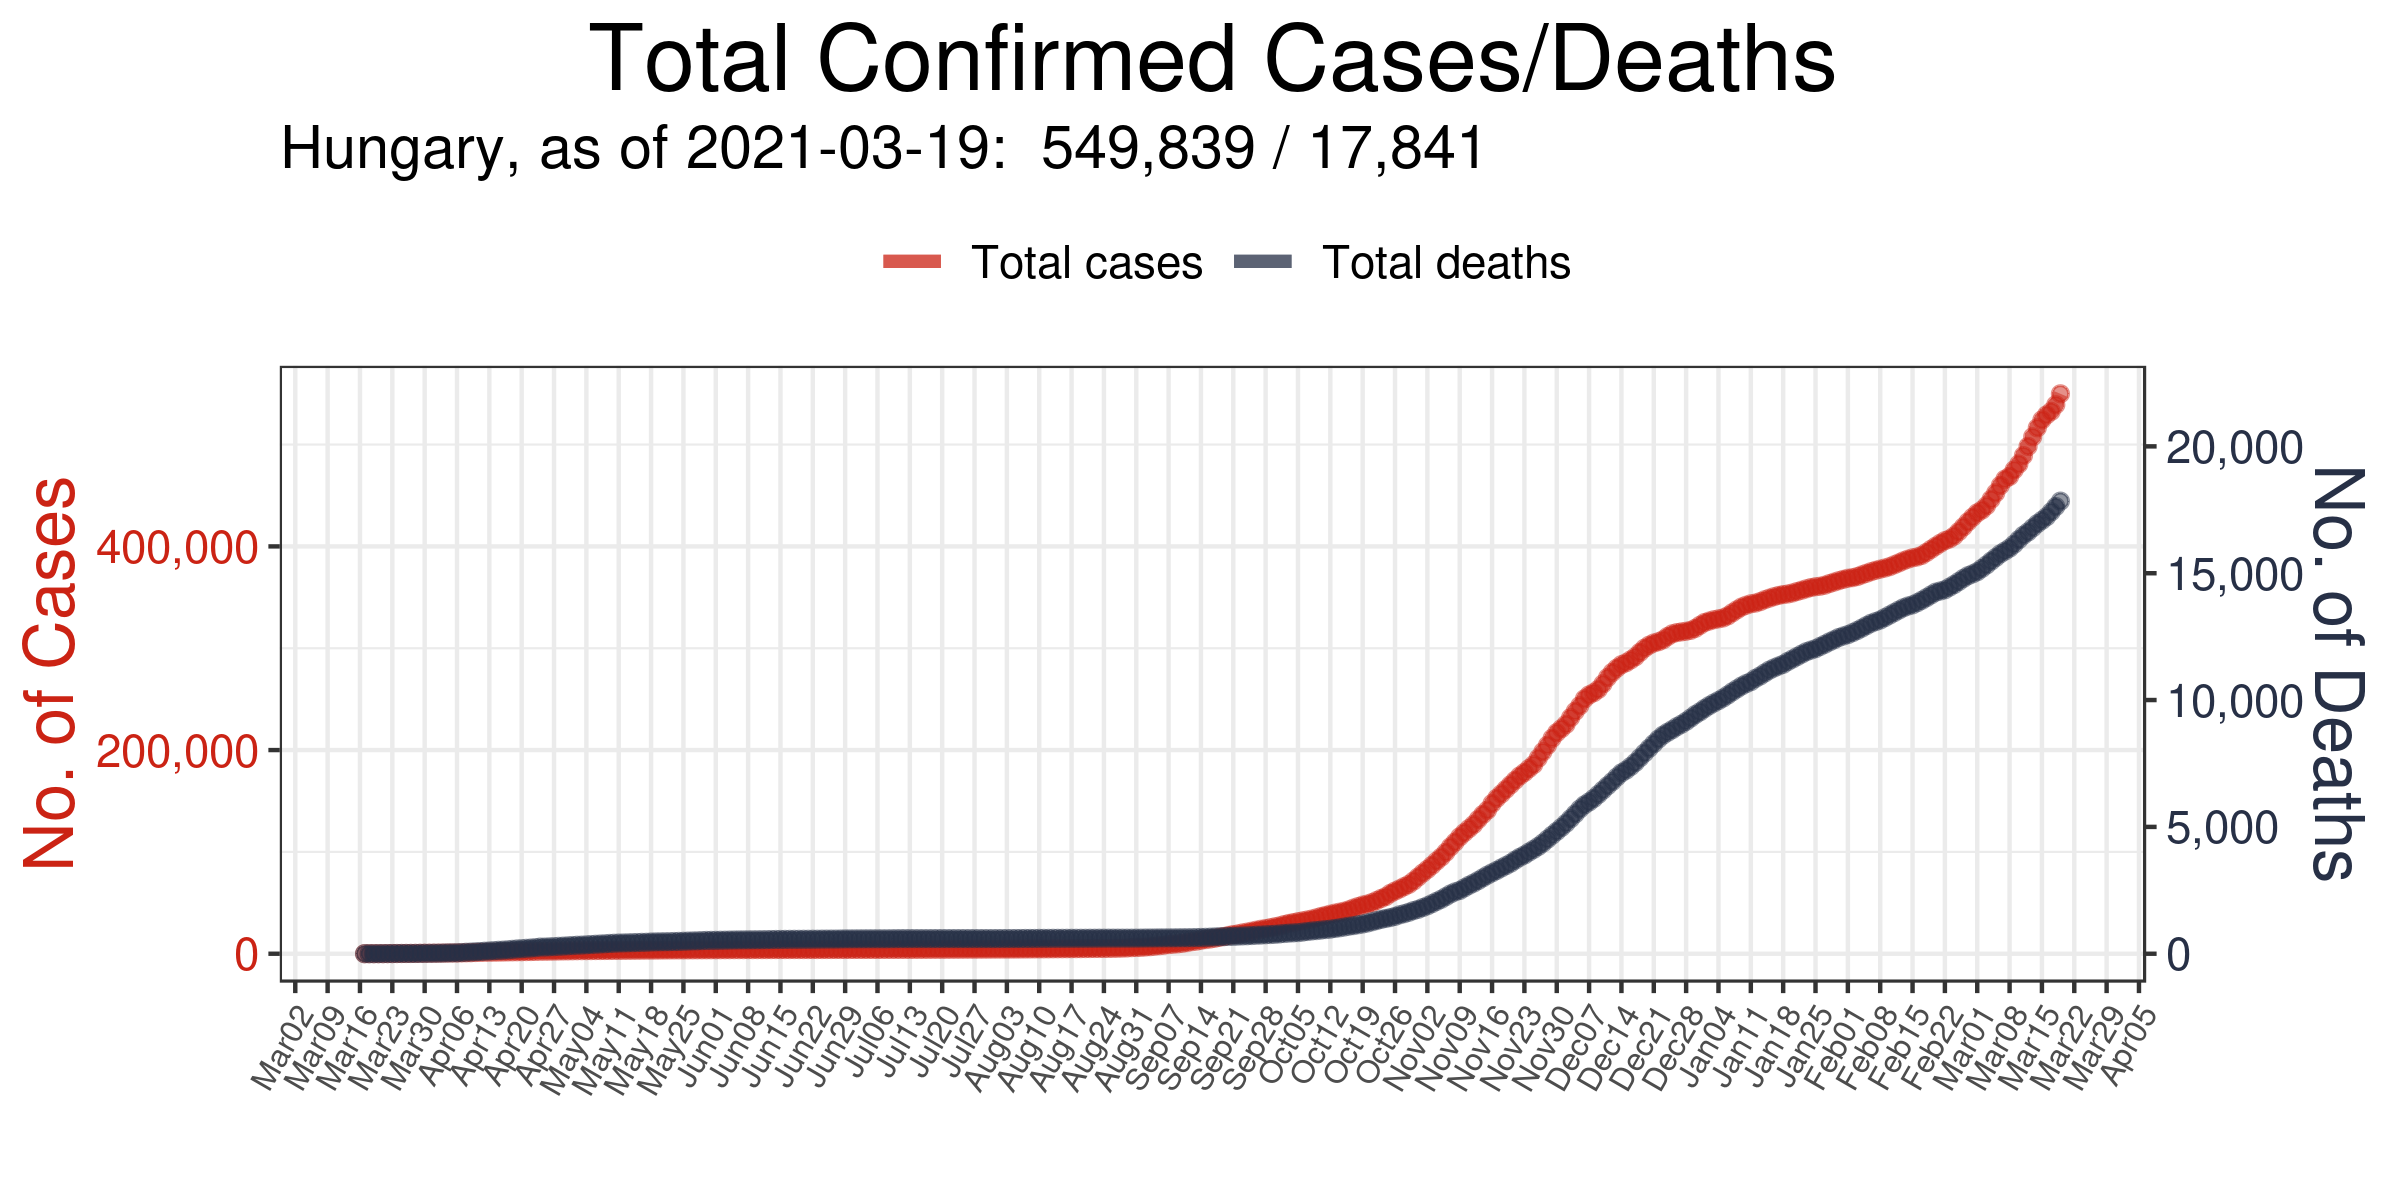 Total Confirmed Cases/Deaths
Hungary, as of 2021-03-19:  549,839 / 17,841
Total cases
Total deaths
No. of Cases
400,000
200,000
0
20,000
15,000
10,000
5,000
0
No. of Deaths
Mar02
Mar09
Mar16
Mar23
Mar30
Apr06
Apr13
Apr20
Apr27
May04
May11
May18
May25
Jun01
Jun08
Jun15
Jun22
Jun29
Jul06
Jul13
Jul20
Jul27
Aug03
Aug10
Aug17
Aug24
Aug31
Sep07
Sep14
Sep21
Sep28
Oct05
Oct12
Oct19
Oct26
Nov02
Nov09
Nov16
Nov23
Nov30
Dec07
Dec14
Dec21
Dec28
Jan04
Jan11
Jan18
Jan25
Feb01
Feb08
Feb15
Feb22
Mar01
Mar08
Mar15
Mar22
Mar29
Apr05